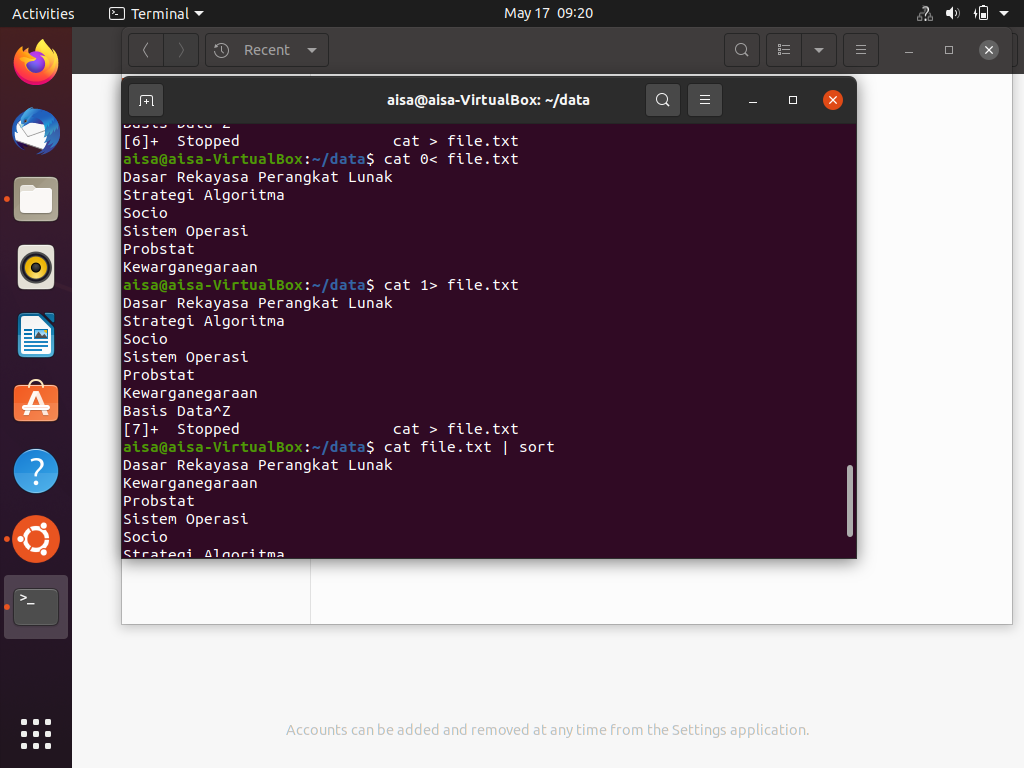 Activities
Terminal
May 17 09:20
Recent
aisa@aisa-VirtualBox: ~/data
Basis Data^Z
[6]+  Stopped                 cat > file.txt
aisa@aisa-VirtualBox:~/data$ cat 0< file.txt
Dasar Rekayasa Perangkat Lunak
Strategi Algoritma
Socio
Sistem Operasi
Probstat
Kewarganegaraan
aisa@aisa-VirtualBox:~/data$ cat 1> file.txt
Dasar Rekayasa Perangkat Lunak
Strategi Algoritma
Socio
Sistem Operasi
Probstat
Kewarganegaraan
Basis Data^Z
[7]+  Stopped                 cat > file.txt
aisa@aisa-VirtualBox:~/data$ cat file.txt | sort
Dasar Rekayasa Perangkat Lunak
Kewarganegaraan
Probstat
Sistem Operasi
Socio
Strategi Algoritma
Accounts can be added and removed at any time from the Settings application.